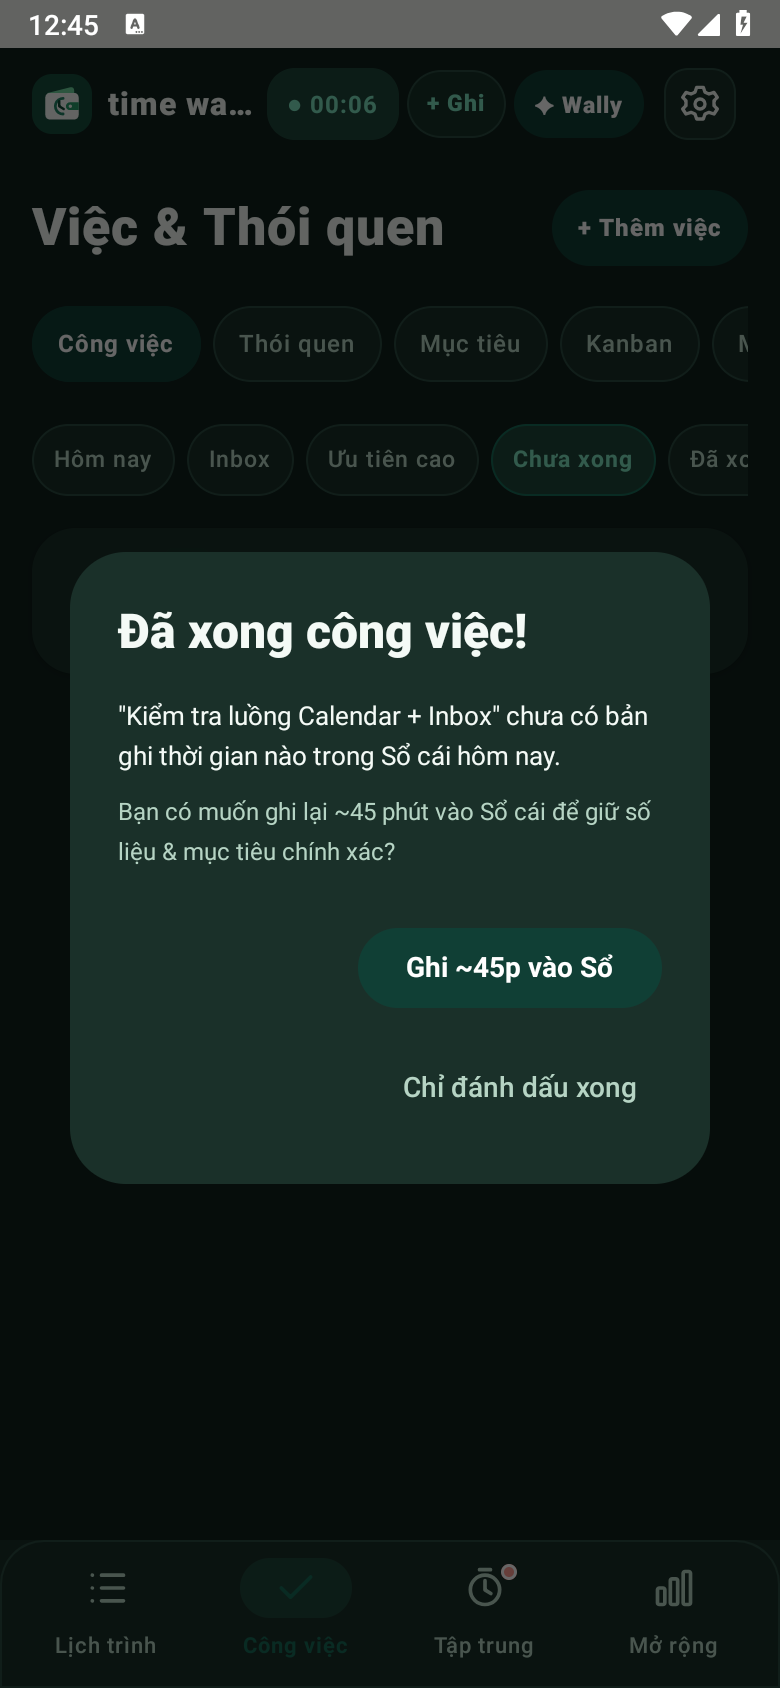 12:45
A
time wa...
00:06
+ Ghi
Wally
Việc & Thói quen
+ Thêm việc
Công việc
Thói quen
Mục tiêu
Kanban
Hôm nay
Inbox
Ưu tiên cao
Chưa xong
Đã xo
Đã xong công việc!
"Kiểm tra luồng Calendar + Inbox" chưa có bản
ghi thời gian nào trong Sổ cái hôm nay.
Bạn có muốn ghi lại ~45 phút vào Sổ cái để giữ số
liệu & mục tiêu chính xác?
Ghi ~45p vào Sổ
Chỉ đánh dấu xong
Lịch trình
Công việc
Tập trung
Mở rộng